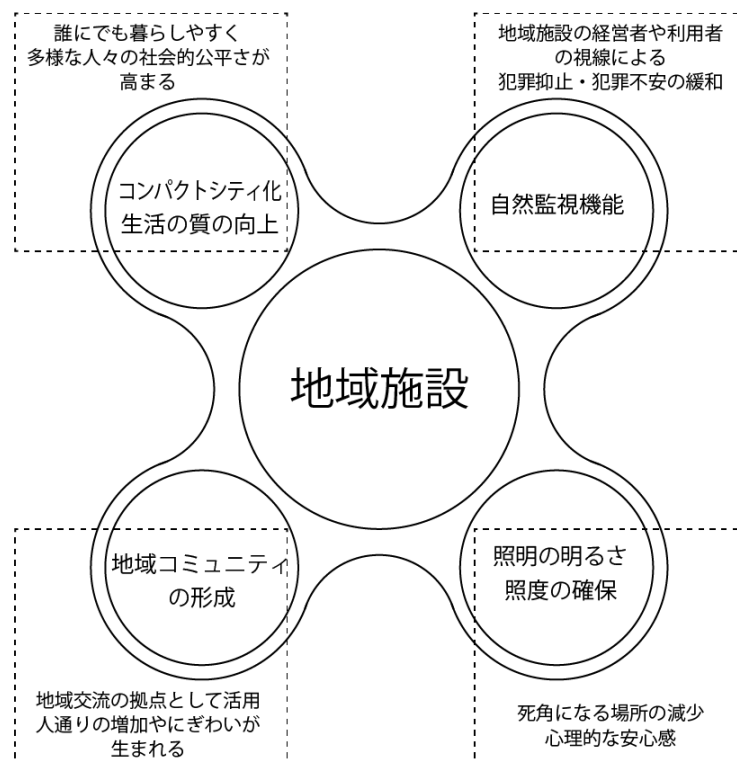 誰にでも暮らしやすく
多様な人々の社会的公平さが
高まる
コンパクトシティ化
生活の質の向上
地域施設の経営者や利用者
の視線による
犯罪抑止・犯罪不安の緩和
自然監視機能
地域施設
地域コミュニティ
の形成
地域交流の拠点として活用
人通りの増加やにぎわいが
生まれる
照明の明るさ
照度の確保
死角になる場所の減少
心理的な安心感